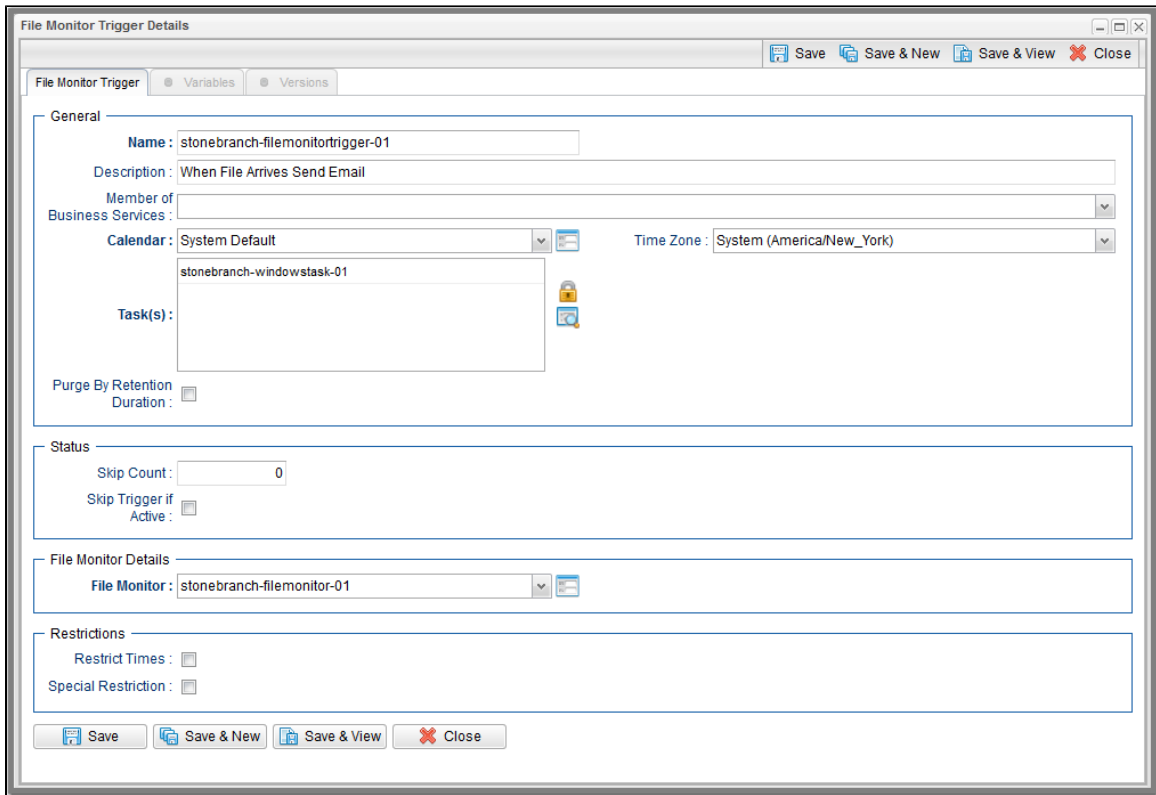 File Monitor Trigger Details
Save Save & New Save & View Close
File Monitor Trigger Variables Versions
General
Name : stonebranch-filemonitortrigger-01
Description : When File Arrives Send Email
Member of
Business Services :
Calendar : System Default Time Zone : System (America/New_York)
stonebranch-windowstask-01
Task(s) :
Purge By Retention
Duration :
Status
Skip Count : 0
Skip Trigger if
Active :
File Monitor Details
File Monitor : stonebranch-filemonitor-01
Restrictions
Restrict Times :
Special Restriction :
Save Save & New Save & View Close